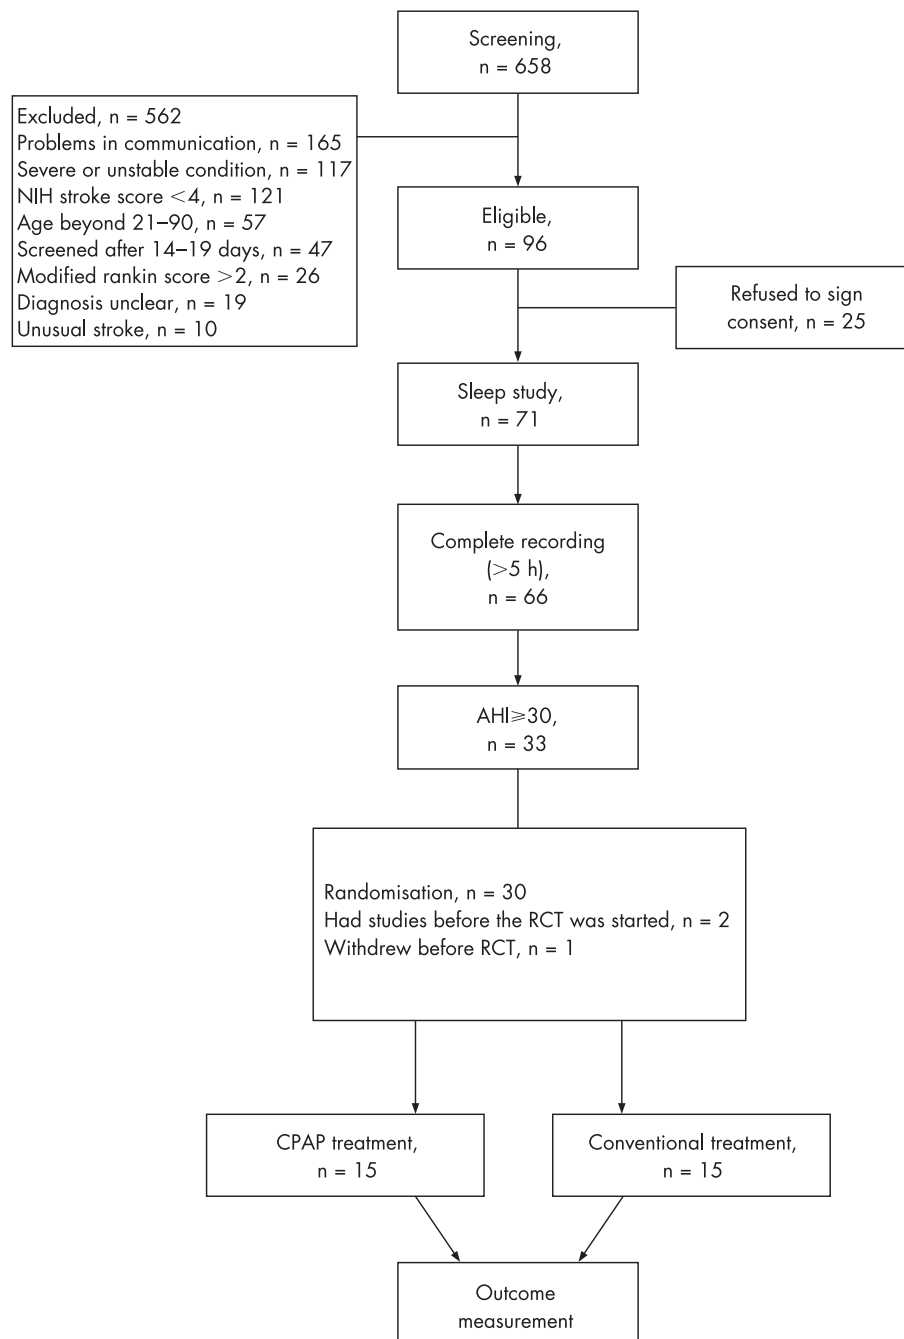 Screening,
n = 658
Excluded, n = 562
Problems in communication, n = 165
Severe or unstable condition, n = 117
NIH stroke score <4, n = 121
Age beyond 21–90, n = 57
Screened after 14–19 days, n = 47
Modified rankin score >2, n = 26
Diagnosis unclear, n = 19
Unusual stroke, n = 10
Eligible,
n = 96
Refused to sign
consent, n = 25
Sleep study,
n = 71
Complete recording
(>5 h),
n = 66
AHI⩾30,
n = 33
Randomisation, n = 30
Had studies before the RCT was started, n = 2
Withdrew before RCT, n = 1
CPAP treatment,
n = 15
Conventional treatment,
n = 15
Outcome
measurement